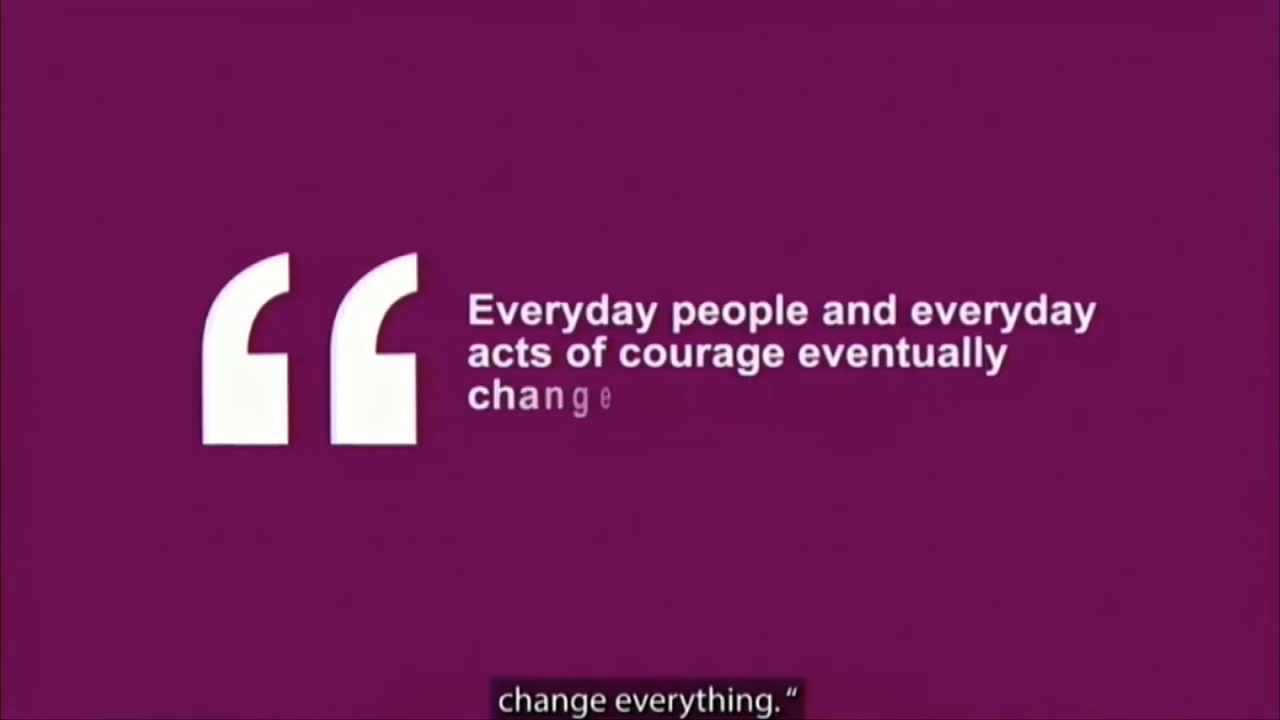 “
Everyday people and everyday
acts of courage eventually
change
change everything. “